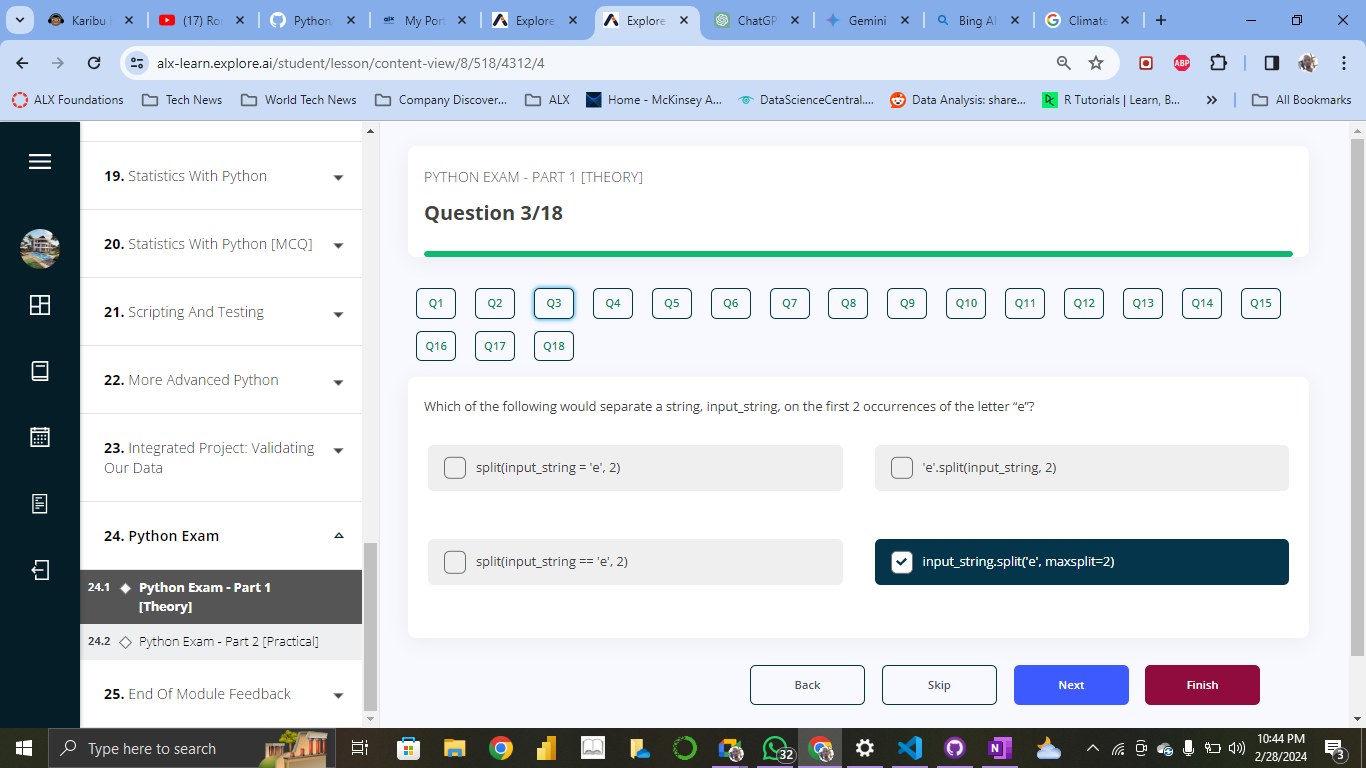 Karibu
(17) Ro
Python
My Por
Explore
Explore
ChatGP
Gemini
Bing AI
Climate
alx-learn.explore.ai/student/lesson/content-view/8/518/4312/4
ABP
ALX Foundations
Tech News
World Tech News
Company Discover...
ALX
Home - McKinsey A...
DataScienceCentral....
Data Analysis: share...
R Tutorials | Learn, B...
»
All Bookmarks
19. Statistics With Python
20. Statistics With Python [MCQ]
21. Scripting And Testing
22. More Advanced Python
23. Integrated Project: Validating
Our Data
24. Python Exam
24.1 Python Exam - Part 1
[Theory]
24.2 Python Exam - Part 2 [Practical]
25. End Of Module Feedback
PYTHON EXAM - PART 1 [THEORY]
Question 3/18
Q1 Q2 Q3 Q4 Q5 Q6 Q7 Q8 Q9 Q10 Q11 Q12 Q13 Q14 Q15
Q16 Q17 Q18
Which of the following would separate a string, input_string, on the first 2 occurrences of the letter “e”?
split(input_string = 'e', 2)
'e'.split(input_string, 2)
split(input_string == 'e', 2)
input_string.split('e', maxsplit=2)
Back
Skip
Next
Finish
Type here to search
32
10:44 PM
2/28/2024
3